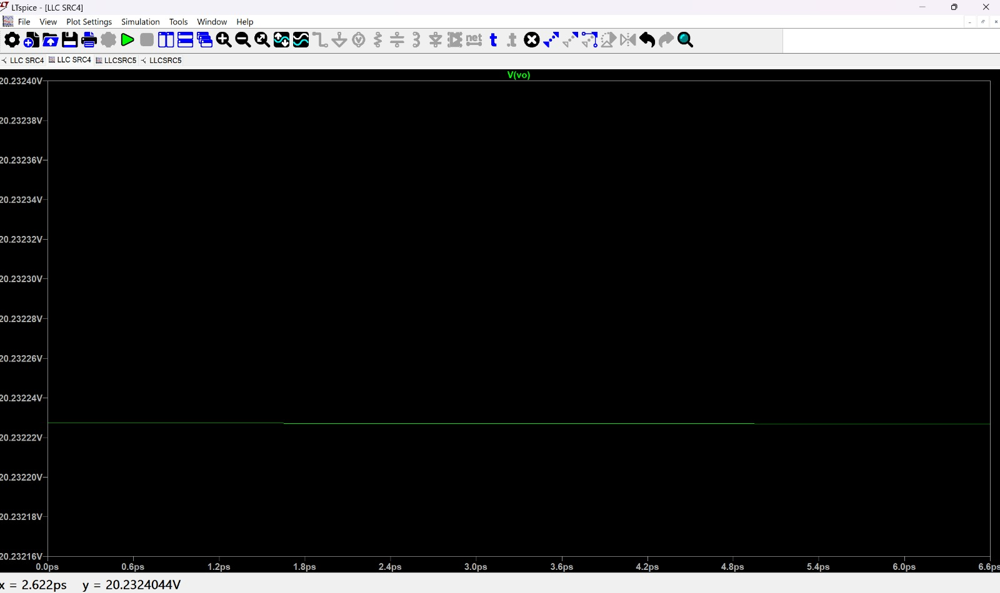 LTspice - [LLC SRC4]
File View Plot Settings Simulation Tools Window Help
net t .t
LLC SRC4 LLC SRC4 LLCSRC5 LLCSRC5
V(vo)
20.23240V
20.23238V
20.23236V
20.23234V
20.23232V
20.23230V
20.23228V
20.23226V
20.23224V
20.23222V
20.23220V
20.23218V
20.23216V
0.0ps 0.6ps 1.2ps 1.8ps 2.4ps 3.0ps 3.6ps 4.2ps 4.8ps 5.4ps 6.0ps 6.6ps
x = 2.622ps y = 20.2324044V